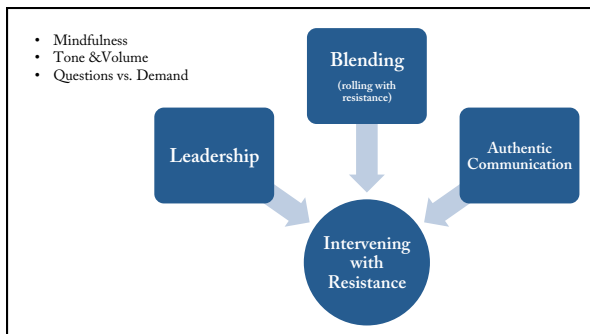 • Mindfulness
• Tone &Volume
• Questions vs. Demand
Blending
(rolling with
resistance)
Leadership
Authentic
Communication
Intervening
with
Resistance